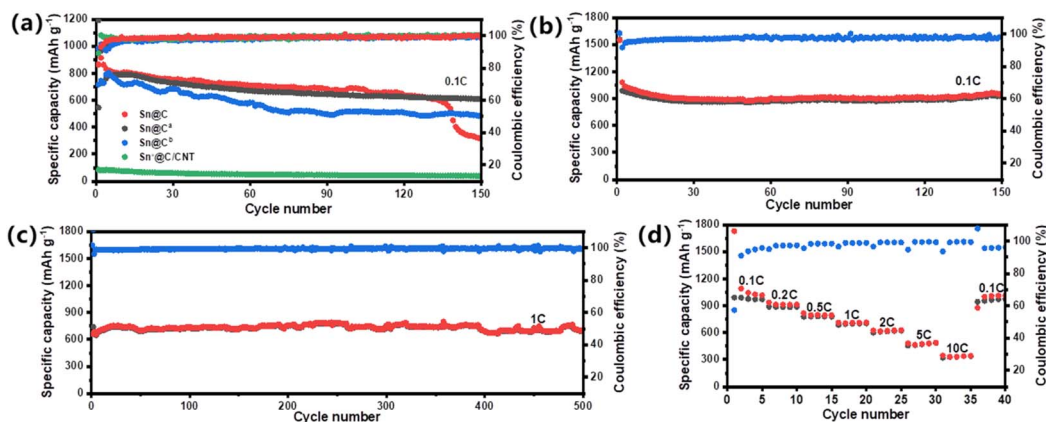 (a)
Specific capacity (mAh g⁻¹)
1200
1000
800
600
400
200
0
0.1C
Sn@C
Sn@Cᵃ
Sn@Cᵇ
Sn⁻@C/CNT
0
30
60
90
120
150
Cycle number
100
80
60
40
20
Coulombic efficiency (%)
(b)
Specific capacity (mAh g⁻¹)
1800
1500
1200
900
600
300
0
0.1C
0
30
60
90
120
150
Cycle number
100
80
60
40
20
Coulombic efficiency (%)
(c)
Specific capacity (mAh g⁻¹)
1800
1500
1200
900
600
300
0
1C
0
100
200
300
400
500
Cycle number
100
80
60
40
20
Coulombic efficiency (%)
(d)
Specific capacity (mAh g⁻¹)
1800
1500
1200
900
600
300
0
0.1C
0.2C
0.5C
1C
2C
5C
10C
0.1C
0
5
10
15
20
25
30
35
40
Cycle number
100
80
60
40
20
Coulombic efficiency (%)